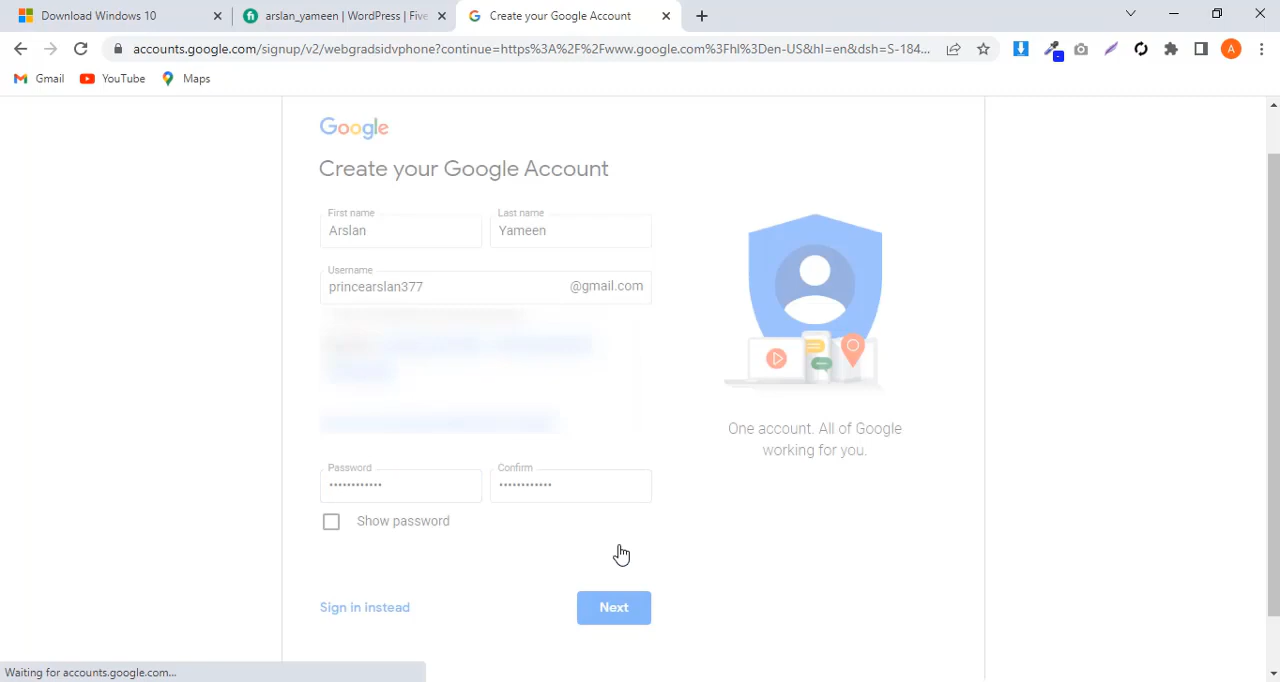 Download Windows 10
arslan_yameen | WordPress | Five
Create your Google Account
accounts.google.com/signup/v2/webgradsidvphone?continue=https%3A%2F%2Fwww.google.com%3Fhl%3Den-US&hl=en&dsh=S-184...
A
Gmail
YouTube
Maps
Google
Create your Google Account
First name
Last name
Arslan
Yameen
Username
princearslan377
@gmail.com
One account. All of Google
working for you.
Password
Confirm
••••••••••••
••••••••••••
Show password
Sign in instead
Next
Waiting for accounts.google.com...